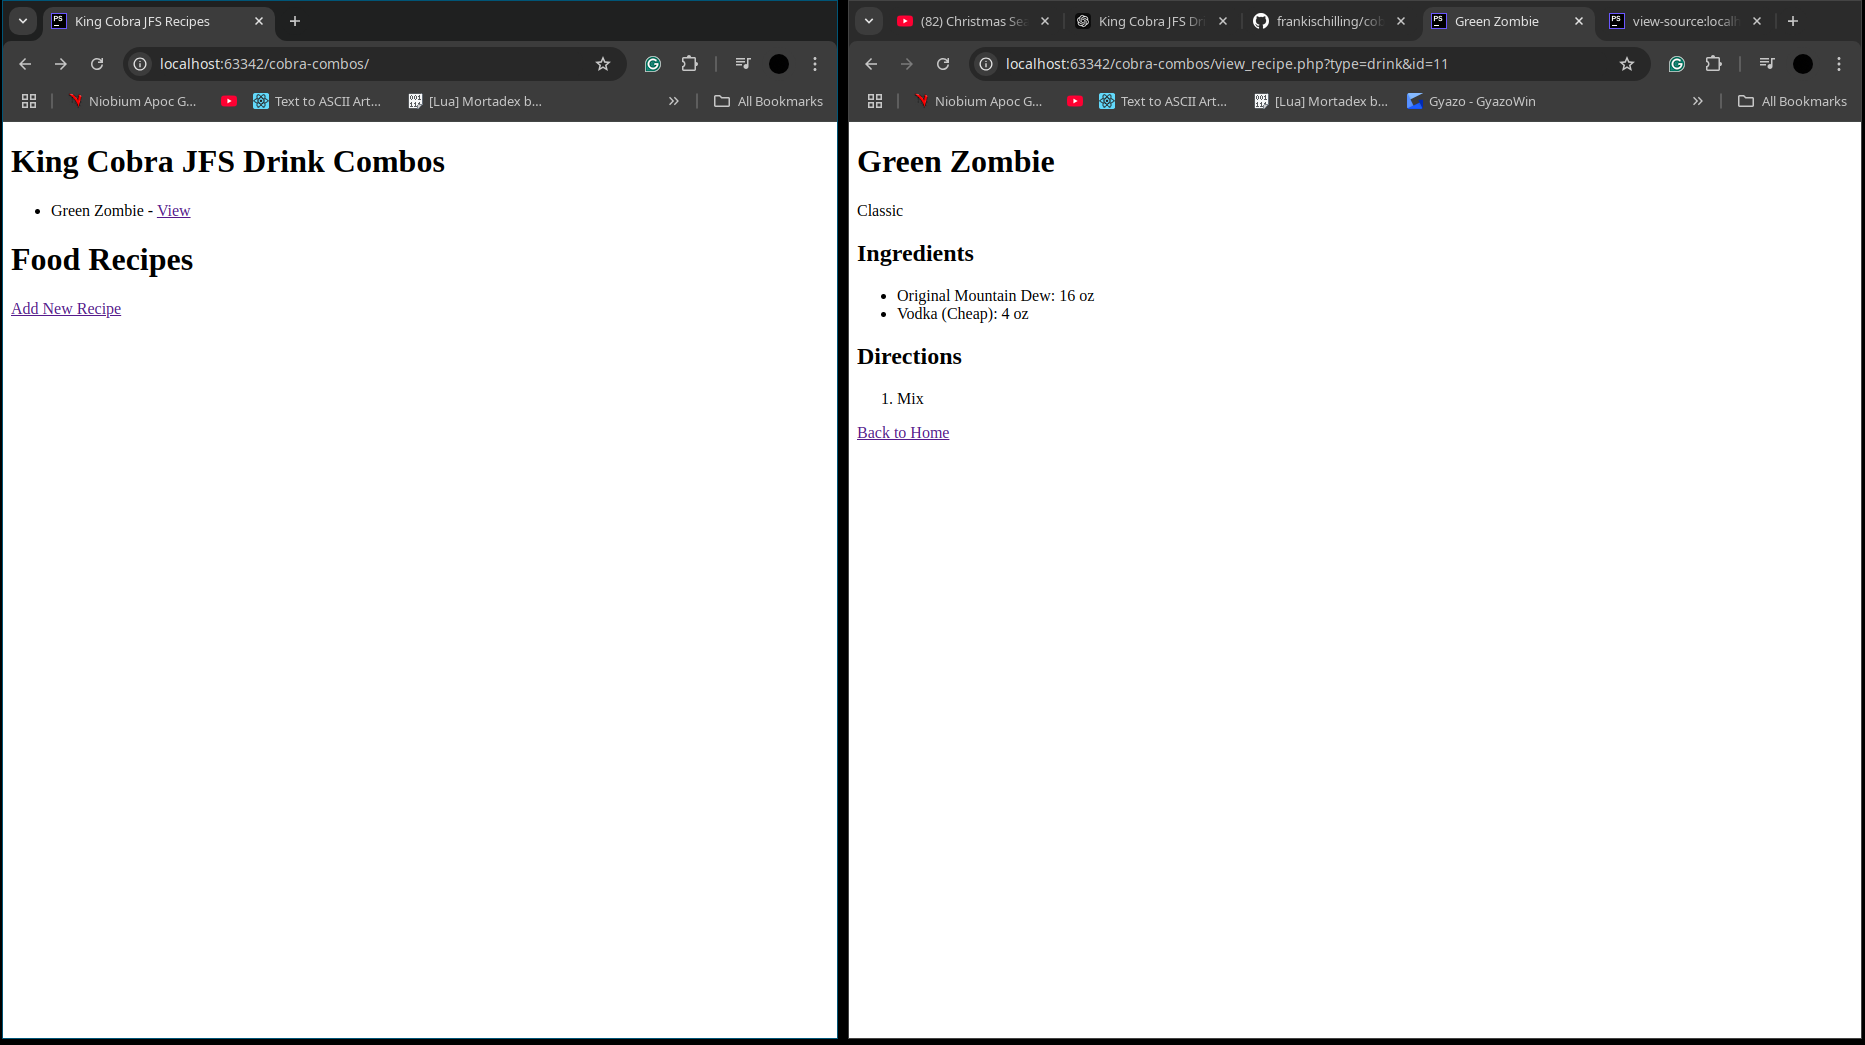 King Cobra JFS Recipes
localhost:63342/cobra-combos/
Niobium Apoc G...
Text to ASCII Art...
[Lua] Mortadex b...
All Bookmarks
King Cobra JFS Drink Combos
• Green Zombie - View
Food Recipes
Add New Recipe
(82) Christmas Se
King Cobra JFS Dr
frankischilling/cob
Green Zombie
view-source:local
localhost:63342/cobra-combos/view_recipe.php?type=drink&id=11
Niobium Apoc G...
Text to ASCII Art...
[Lua] Mortadex b...
Gyazo - GyazoWin
All Bookmarks
Green Zombie
Classic
Ingredients
• Original Mountain Dew: 16 oz
• Vodka (Cheap): 4 oz
Directions
1. Mix
Back to Home